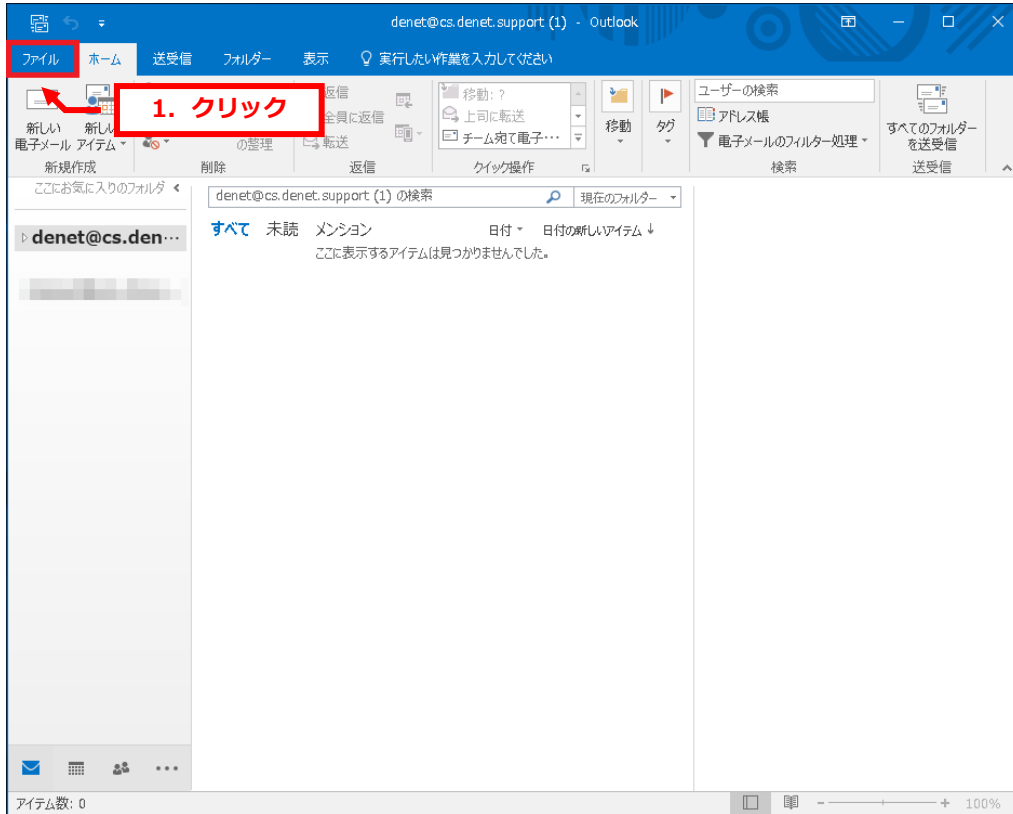 denet@cs.denet.support (1) - Outlook
ファイル ホーム 送受信 フォルダー 表示 実行したい作業を入力してください
1. クリック
新しい
電子メール
新しい
アイテム
新規作成
の整理
削除
返信
全員に返信
転送
返信
移動: ?
上司に転送
チーム宛て電子…
クイック操作
移動
タグ
ユーザーの検索
アドレス帳
電子メールのフィルター処理
検索
すべてのフォルダー
を送受信
送受信
ここにお気に入りのフォルダ
denet@cs.den…
denet@cs.denet.support (1) の検索 現在のフォルダー
すべて 未読 メンション 日付 日付の新しいアイテム ↓
ここに表示するアイテムは見つかりませんでした。
アイテム数: 0
100%